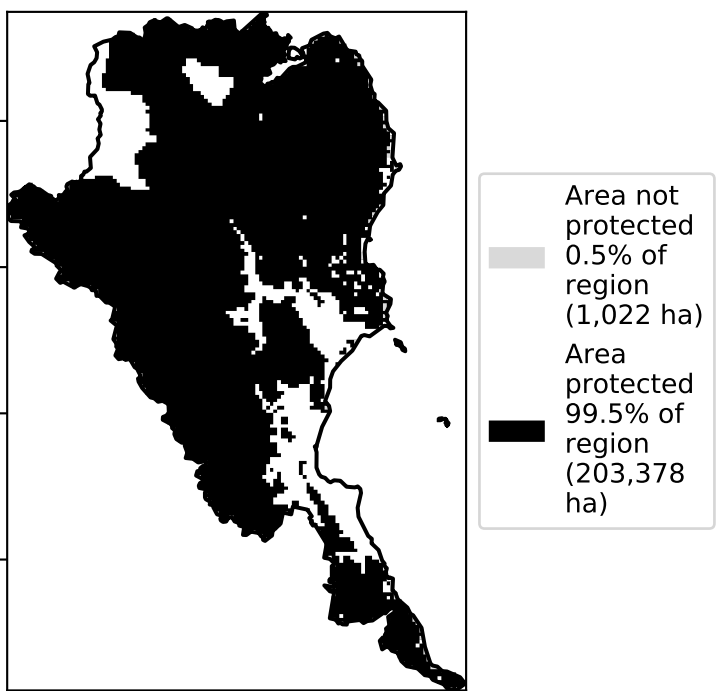 Area not
protected
0.5% of
region
(1,022 ha)
Area
protected
99.5% of
region
(203,378
ha)